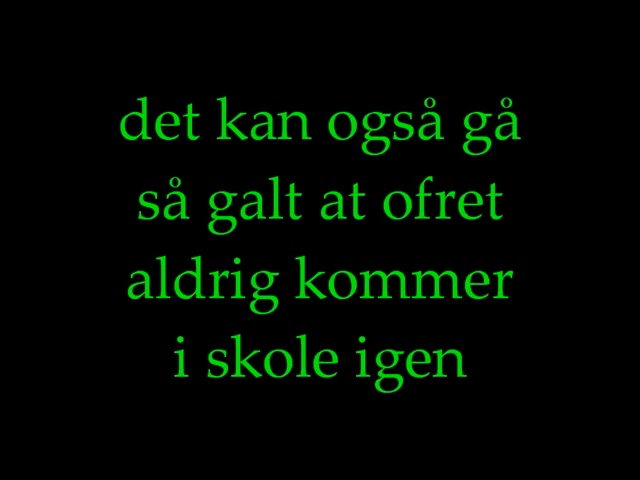 det kan også gå
så galt at ofret
aldrig kommer
i skole igen